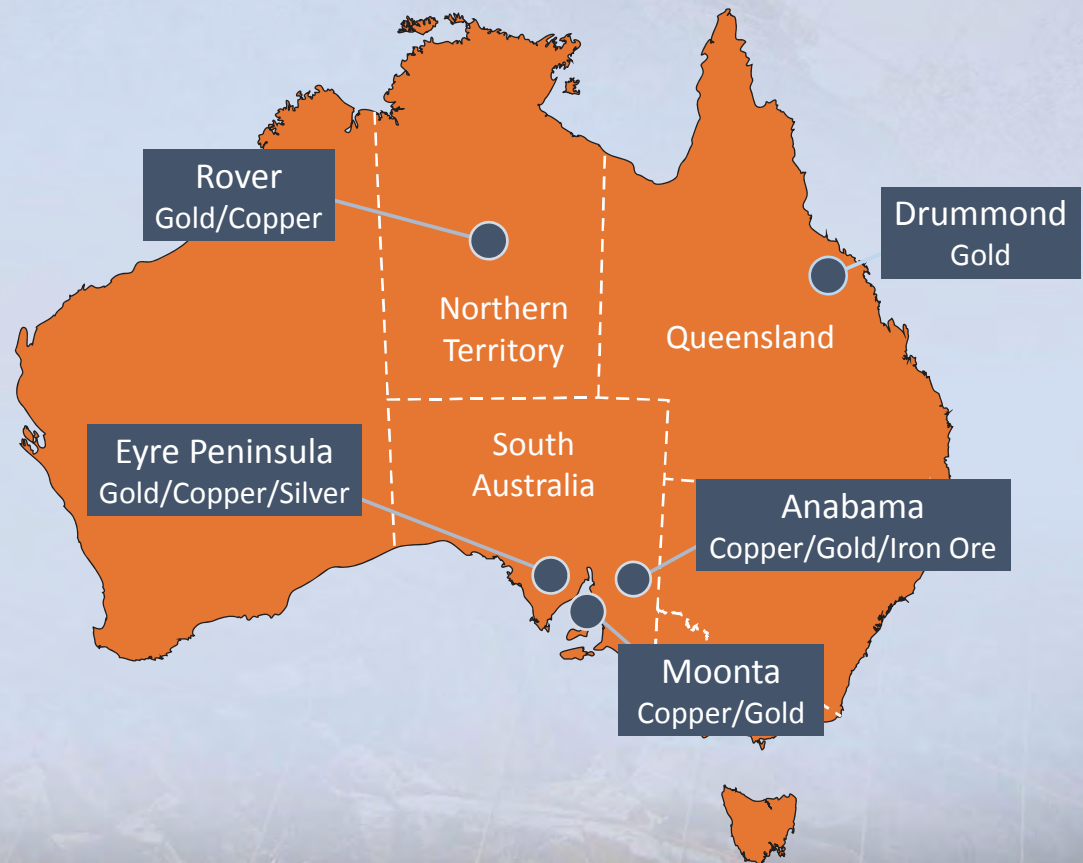 Rover
Gold/Copper
Drummond
Gold
Northern
Territory
Queensland
Eyre Peninsula
Gold/Copper/Silver
South
Australia
Anabama
Copper/Gold/Iron Ore
Moonta
Copper/Gold